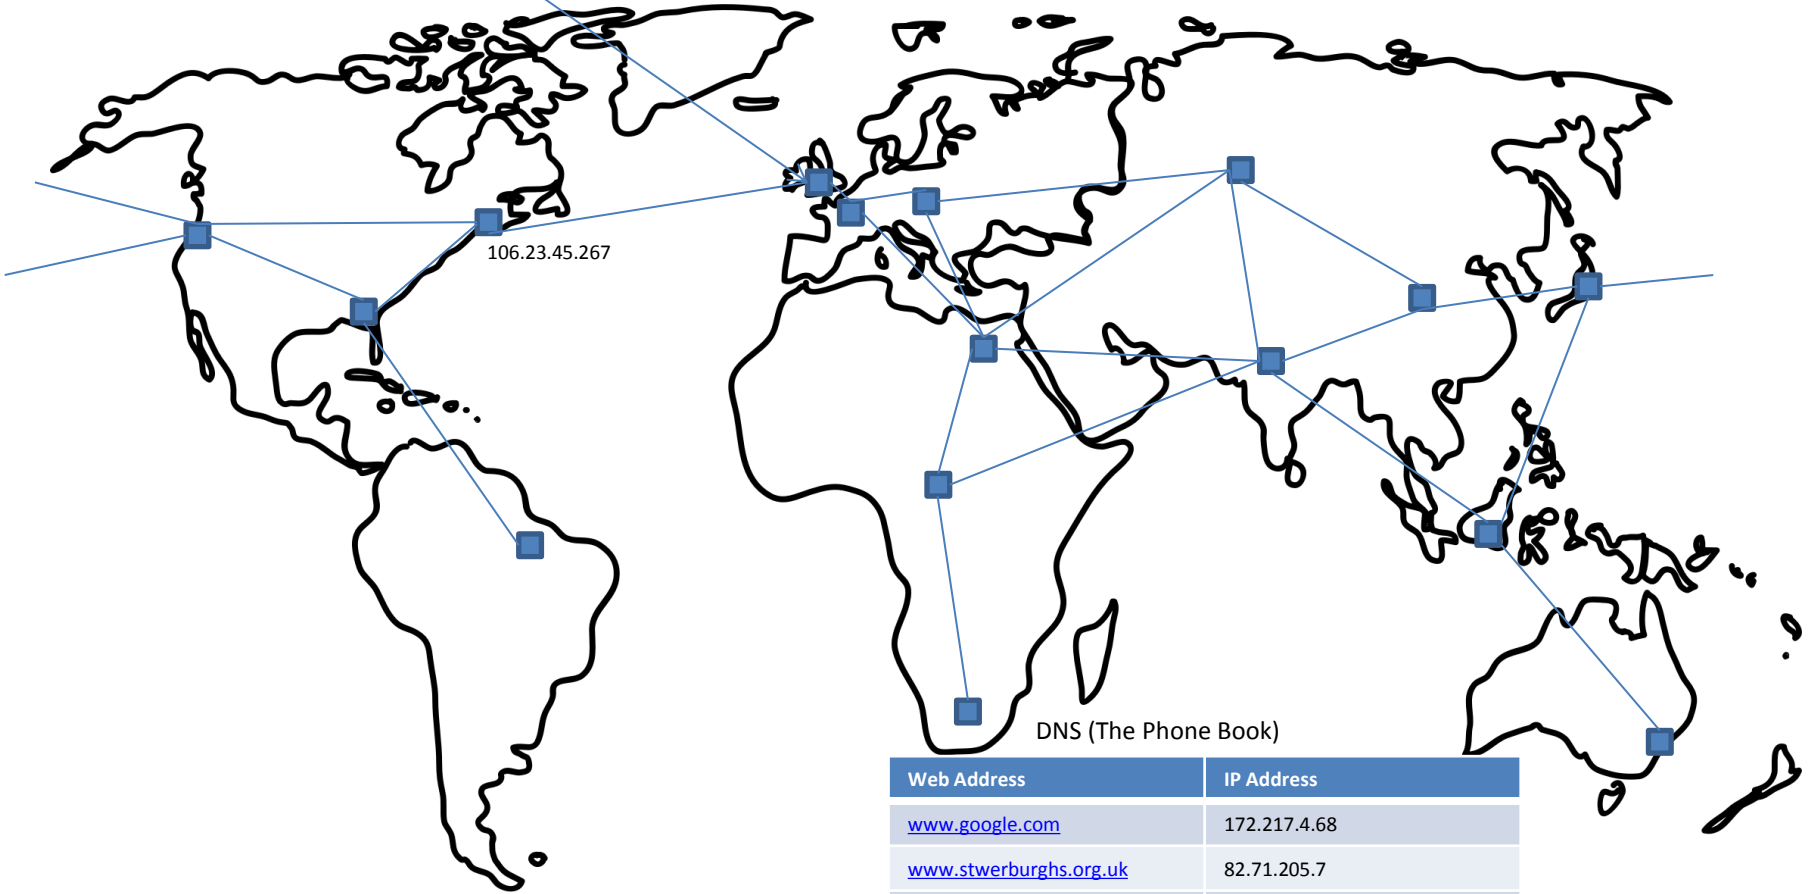 106.23.45.267
DNS (The Phone Book)
Web Address IP Address
www.google.com 172.217.4.68
www.stwerburghs.org.uk 82.71.205.7